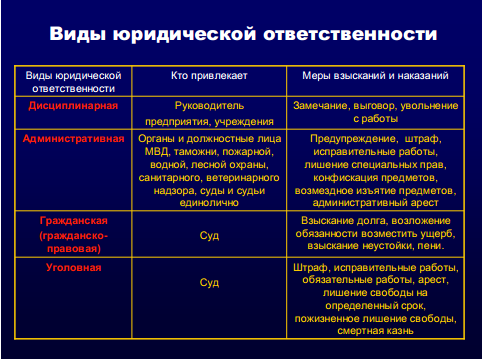 Виды юридической ответственности
Виды юридической
ответственности
Кто привлекает
Меры взысканий и наказаний
Дисциплинарная
Руководитель
предприятия, учреждения
Замечание, выговор, увольнение
с работы
Административная
Органы и должностные лица
МВД, таможни, пожарной,
водной, лесной охраны,
санитарного, ветеринарного
надзора, суды и судьи
единолично
Предупреждение, штраф,
исправительные работы,
лишение специальных прав,
конфискация предметов,
возмездное изъятие предметов,
административный арест
Гражданская
(гражданско-
правовая)
Суд
Взыскание долга, возложение
обязанности возместить ущерб,
взыскание неустойки, пени.
Уголовная
Суд
Штраф, исправительные работы,
обязательные работы, арест,
лишение свободы на
определенный срок,
пожизненное лишение свободы,
смертная казнь